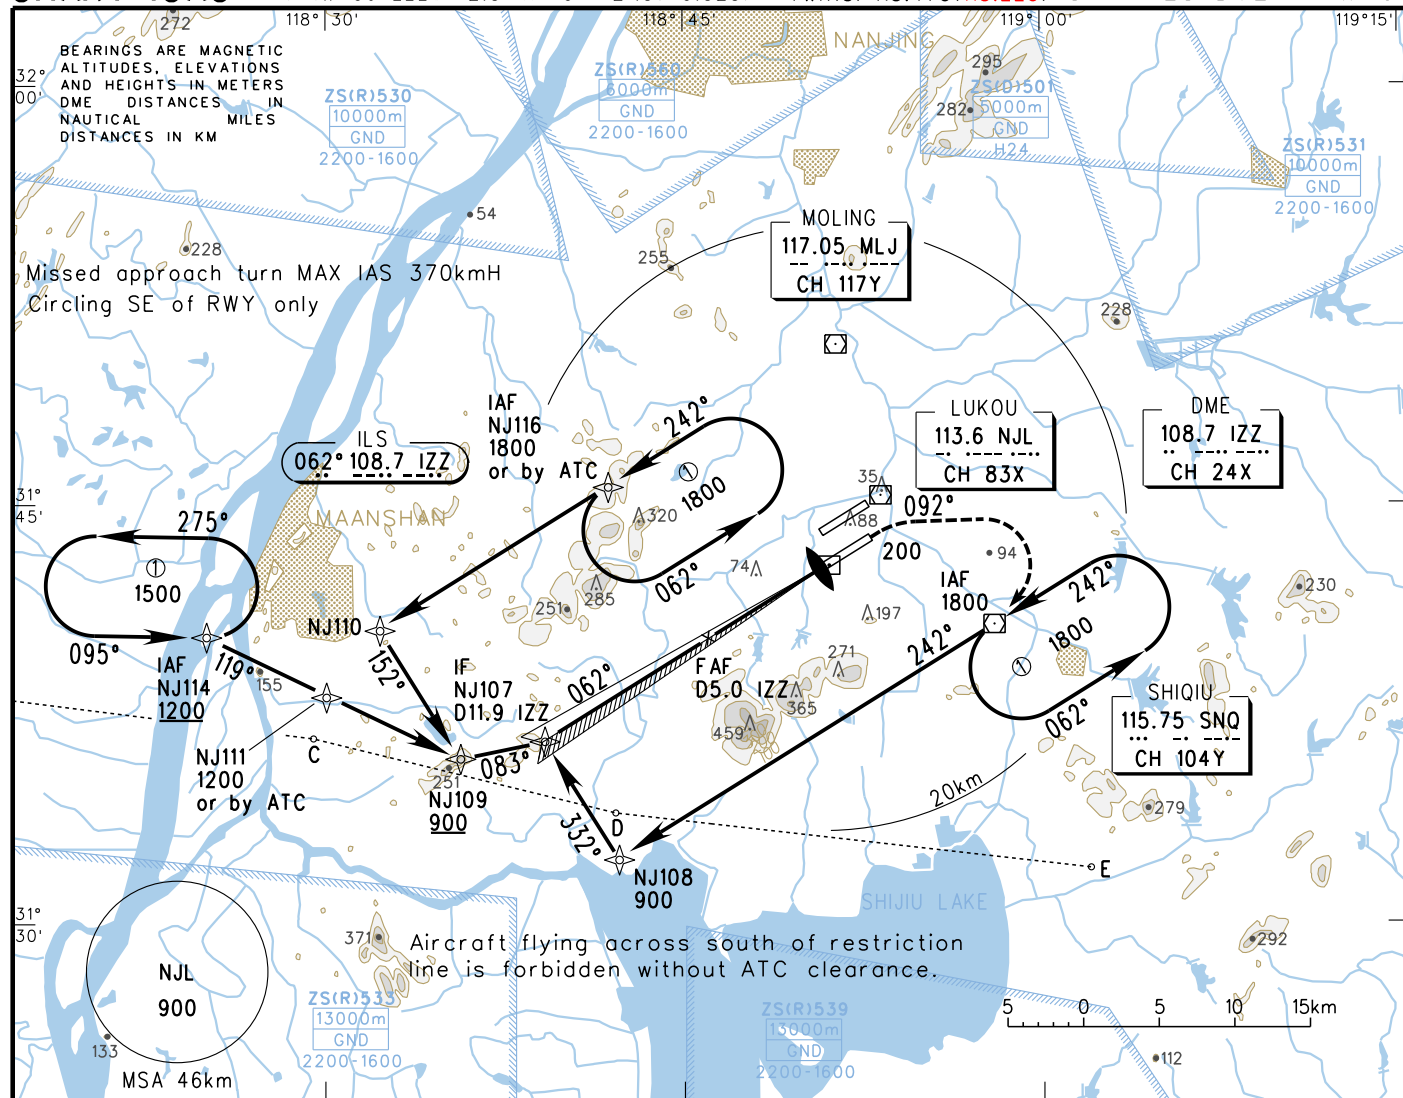 118° 30'
118° 45'
119° 00'
119° 15'
272
BEARINGS ARE MAGNETIC
ALTITUDES, ELEVATIONS
AND HEIGHTS IN METERS
DME DISTANCES IN
NAUTICAL MILES
DISTANCES IN KM
32°
00'
ZS(R)530
10000m
GND
2200-1600
ZS(R)560
6000m
GND
2200-1600
NANJING
295
282
ZS(D)501
5000m
GND
H24
ZS(R)531
10000m
GND
2200-1600
54
228
255
MOLING
117.05 MLJ
CH 117Y
Missed approach turn MAX IAS 370kmH
Circling SE of RWY only
228
IAF
NJ116
1800
or by ATC
242°
1
1800
062°
320
285
251
ILS
062° 108.7 IZZ
MAANSHAN
LUKOU
113.6 NJL
CH 83X
DME
108.7 IZZ
CH 24X
31°
45'
35
88
092°
200
94
74
197
275°
1
1500
095°
IAF
NJ114
1200
119°
155
NJ110
152°
IAF
1800
242°
1
1800
062°
242°
230
IF
NJ107
D11.9 IZZ
062°
FAF
D5.0 IZZ
271
365
459
SHIQIU
115.75 SNQ
CH 104Y
NJ111
1200
or by ATC
C
083°
251
NJ109
900
20km
279
D
332°
E
NJ108
900
SHIJIU LAKE
31°
30'
371
Aircraft flying across south of restriction
line is forbidden without ATC clearance.
292
NJL
900
MSA 46km
133
ZS(R)533
13000m
GND
2200-1600
ZS(R)539
13000m
GND
2200-1600
5 0 5 10 15km
112